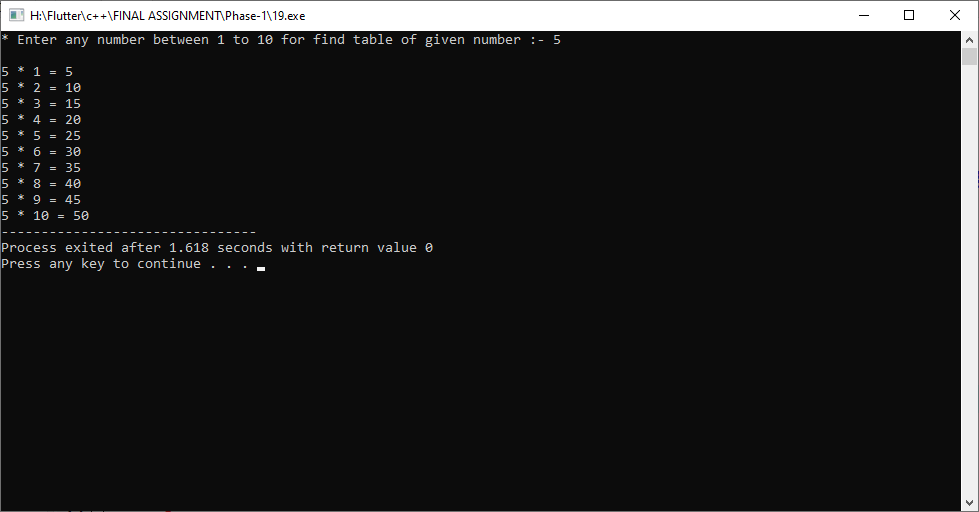 H:\Flutter\c++\FINAL ASSIGNMENT\Phase-1\19.exe
* Enter any number between 1 to 10 for find table of given number :- 5
5 * 1 = 5
5 * 2 = 10
5 * 3 = 15
5 * 4 = 20
5 * 5 = 25
5 * 6 = 30
5 * 7 = 35
5 * 8 = 40
5 * 9 = 45
5 * 10 = 50
--------------------------------
Process exited after 1.618 seconds with return value 0
Press any key to continue . . .